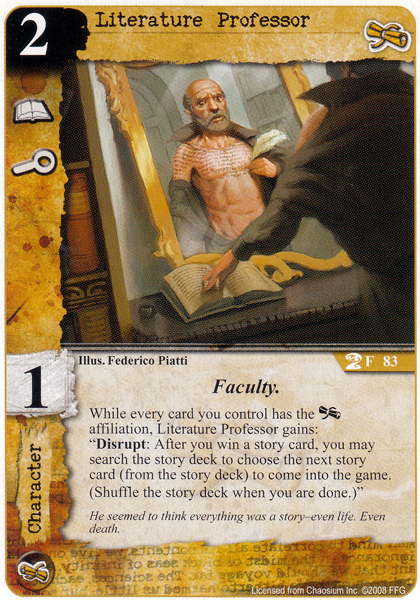 2
Literature Professor
Illus. Federico Piatti
F 83
1
Faculty.
While every card you control has the
affiliation, Literature Professor gains:
“Disrupt: After you win a story card, you may
search the story deck to choose the next story
card (from the story deck) to come into the game.
(Shuffle the story deck when you are done.)”
He seemed to think everything was a story–even life. Even
death.
Character
Licensed from Chaosium Inc. ©2008 FFG